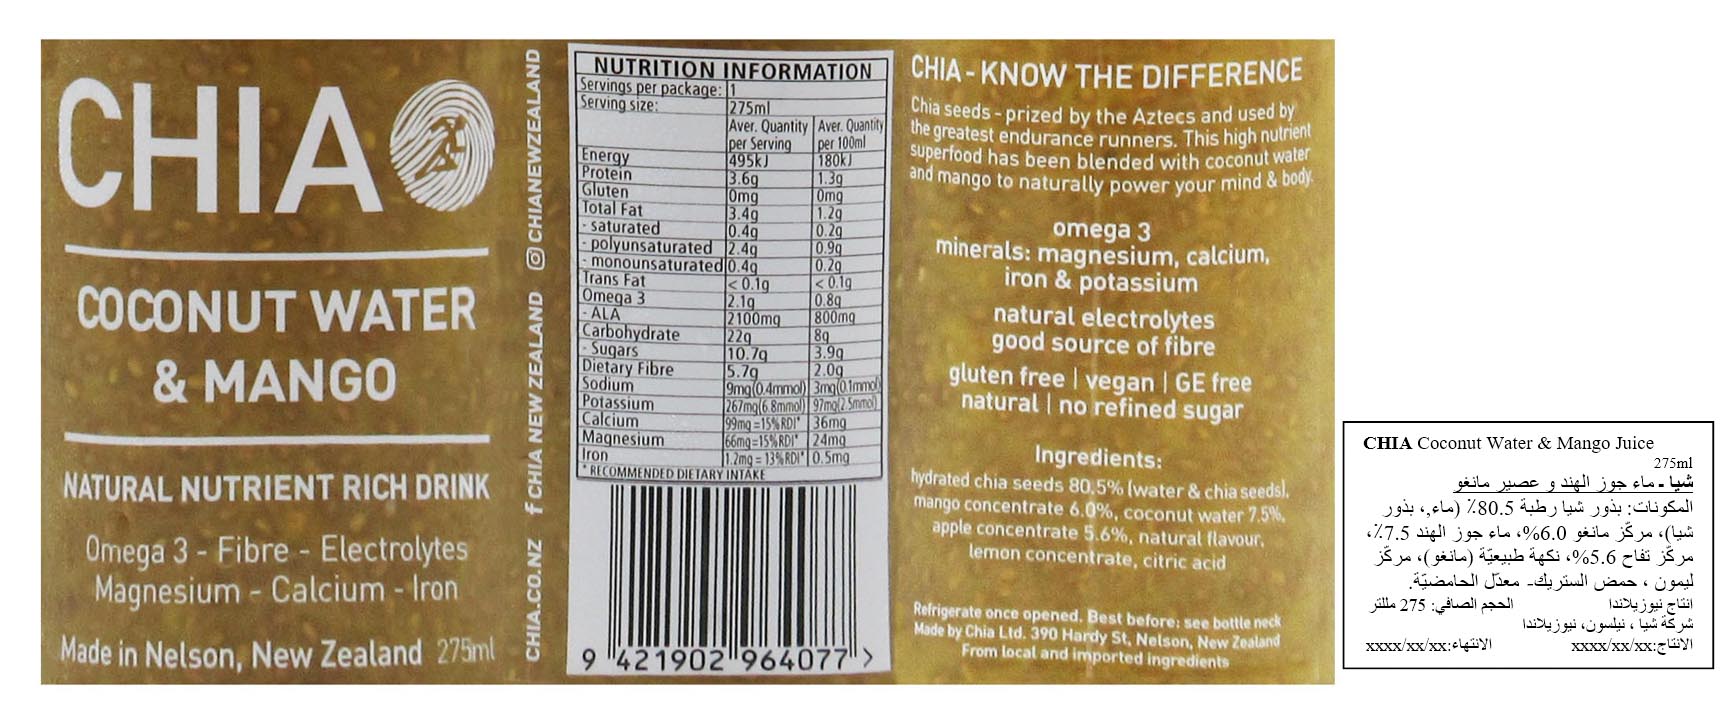 CHIA
COCONUT WATER
& MANGO
NATURAL NUTRIENT RICH DRINK
Omega 3 - Fibre - Electrolytes
Magnesium - Calcium - Iron
Made in Nelson, New Zealand 275ml
CHIA.CO.NZ f CHIA NEW ZEALAND CHIANEWZEALAND
NUTRITION INFORMATION
Servings per package: 1
Serving size: 275ml
Aver. Quantity Aver. Quantity
per Serving per 100ml
Energy 495kJ 180kJ
Protein 3.6g 1.3g
Gluten 0mg 0mg
Total Fat 3.4g 1.2g
- saturated 0.4g 0.2g
- polyunsaturated 2.4g 0.9g
- monounsaturated 0.4g 0.2g
Trans Fat < 0.1g < 0.1g
Omega 3 2.1g 0.8g
- ALA 2100mg 800mg
Carbohydrate 22g 8g
- Sugars 10.7g 3.9g
Dietary Fibre 5.7g 2.0g
Sodium 9mg(0.4mmol) 3mg(0.1mmol)
Potassium 267mg(6.8mmol) 97mg(2.5mmol)
Calcium 99mg =15% RDI* 36mg
Magnesium 66mg=15%RDI* 24mg
Iron 1.2mg = 13%RDI* 0.5mg
* RECOMMENDED DIETARY INTAKE
9 421902 964077 >
CHIA - KNOW THE DIFFERENCE
Chia seeds - prized by the Aztecs and used by
the greatest endurance runners. This high nutrient
superfood has been blended with coconut water
and mango to naturally power your mind & body.
omega 3
minerals: magnesium, calcium,
iron & potassium
natural electrolytes
good source of fibre
gluten free | vegan | GE free
natural | no refined sugar
Ingredients:
hydrated chia seeds 80.5% (water & chia seeds),
mango concentrate 6.0%, coconut water 7.5%,
apple concentrate 5.6%, natural flavour,
lemon concentrate, citric acid
Refrigerate once opened. Best before: see bottle neck
Made by Chia Ltd. 390 Hardy St, Nelson, New Zealand
From local and imported ingredients
CHIA Coconut Water & Mango Juice
275ml
شيا - ماء جوز الهند و عصير مانغو
المكونات: بذور شيا رطبة 80.5٪ (ماء,، بذور
شيا)، مركّز مانغو 6.0%، ماء جوز الهند 7.5٪،
مركّز تفاح 5.6%، نكهة طبيعيّة (مانغو)، مركّز
ليمون ، حمض الستريك- معدّل الحامضيّة.
انتاج نيوزيلاندا الحجم الصافي: 275 مللتر
شركة شيا ، نيلسون، نيوزيلاندا
الانتاج:xxxx/xx/xx الانتهاء:xxxx/xx/xx